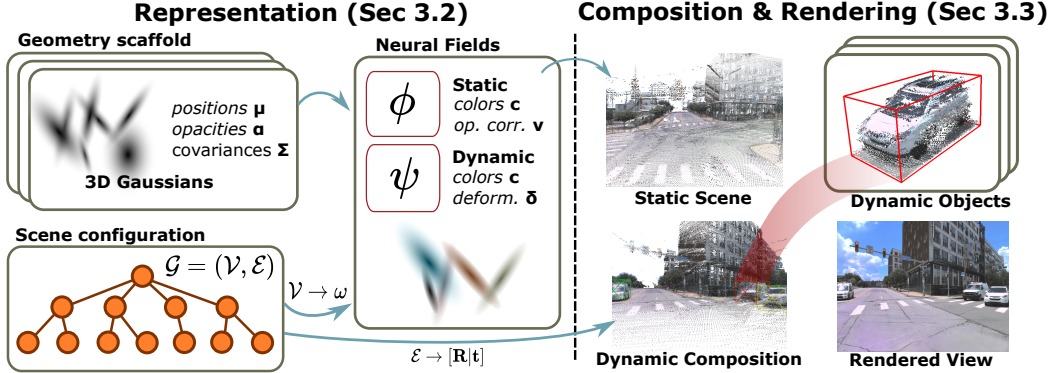 Representation (Sec 3.2)
Geometry scaffold
positions μ
opacities α
covariances Σ
3D Gaussians
Scene configuration
𝒢 = (𝒱, ℰ)
𝒱 → ω
ℰ → [R|t]
Neural Fields
ϕ
Static
colors c
op. corr. v
ψ
Dynamic
colors c
deform. δ
Composition & Rendering (Sec 3.3)
Static Scene
Dynamic Objects
Dynamic Composition
Rendered View